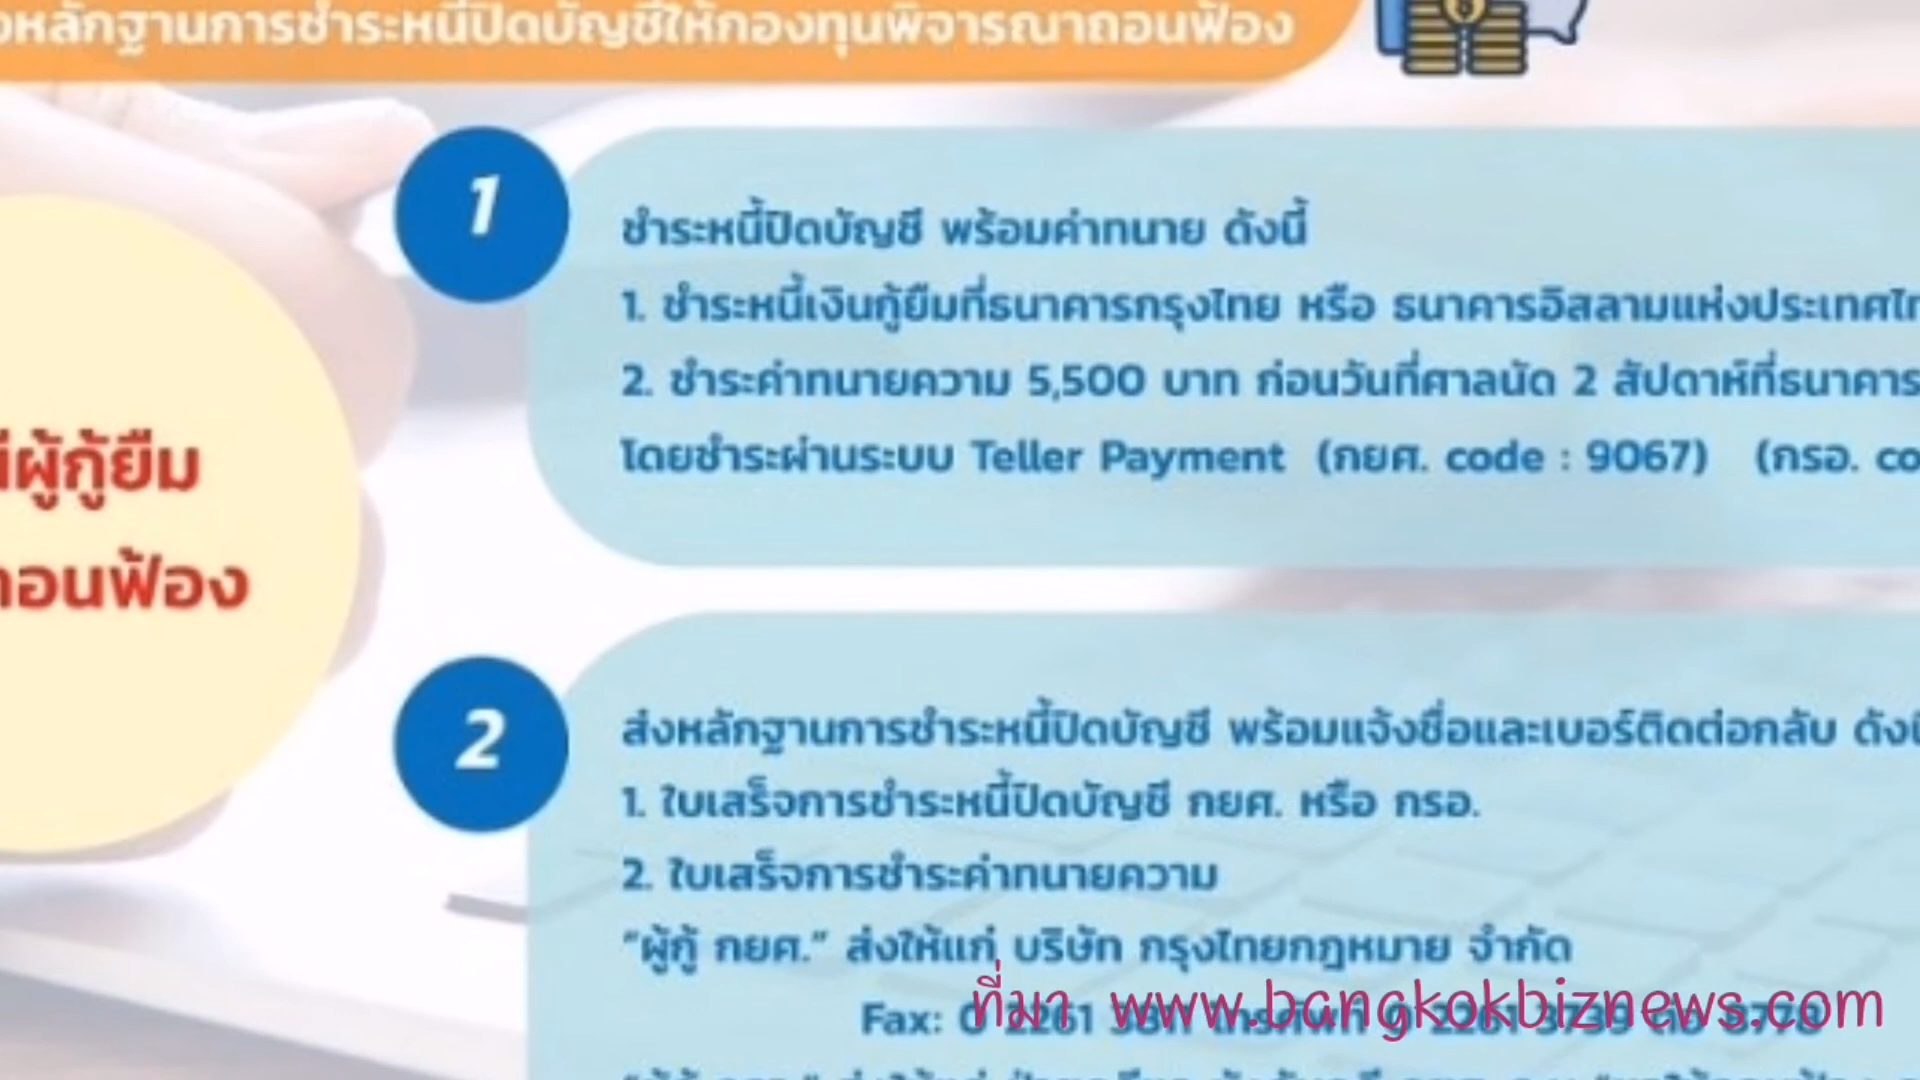 หลักฐานการชำระหนี้ปิดบัญชีให้กองทุนพิจารณาถอนฟ้อง
1
ชำระหนี้ปิดบัญชี พร้อมค่าทนาย ดังนี้
1. ชำระหนี้เงินกู้ยืมที่ธนาคารกรุงไทย หรือ ธนาคารอิสลามแห่งประเทศไท
2. ชำระค่าทนายความ 5,500 บาท ก่อนวันที่ศาลนัด 2 สัปดาห์ที่ธนาคาร
โดยชำระผ่านระบบ Teller Payment (กยศ. code : 9067) (กรอ. co
ผู้กู้ยืม
ถอนฟ้อง
2
ส่งหลักฐานการชำระหนี้ปิดบัญชี พร้อมแจ้งชื่อและเบอร์ติดต่อกลับ ดังนี้
1. ใบเสร็จการชำระหนี้ปิดบัญชี กยศ. หรือ กรอ.
2. ใบเสร็จการชำระค่าทนายความ
"ผู้กู้ กยศ." ส่งให้แก่ บริษัท กรุงไทยกฎหมาย จำกัด
Fax:
ที่มา www.bangkokbiznews.com